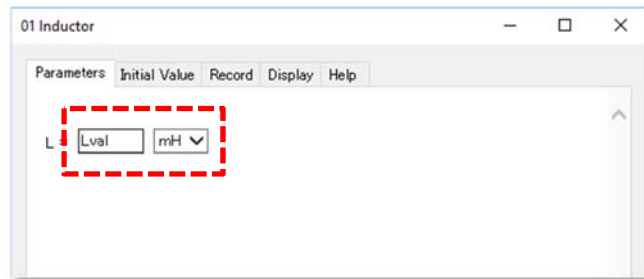 01 Inductor
Parameters Initial Value Record Display Help
L = Lval mH